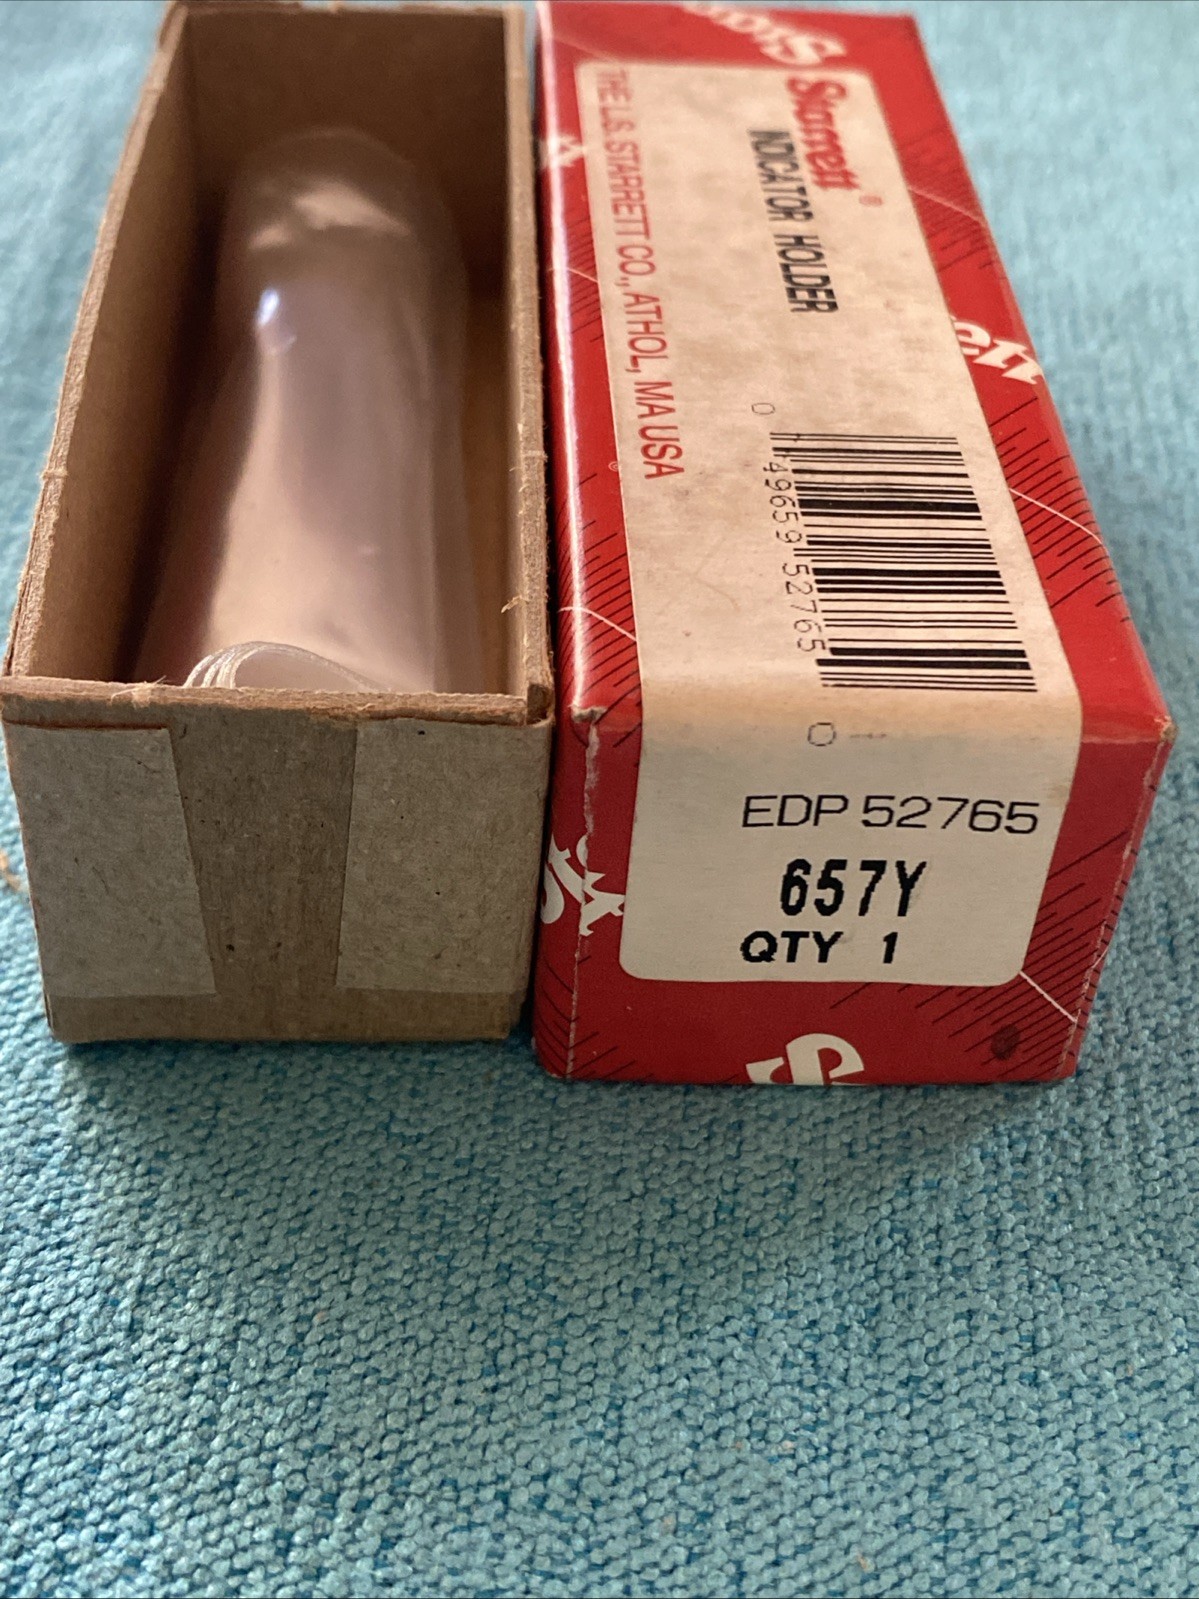 Starrett®
INDICATOR HOLDER
THE L.S. STARRETT CO., ATHOL, MA USA
0 49659 52765 0
EDP 52765
657Y
QTY 1